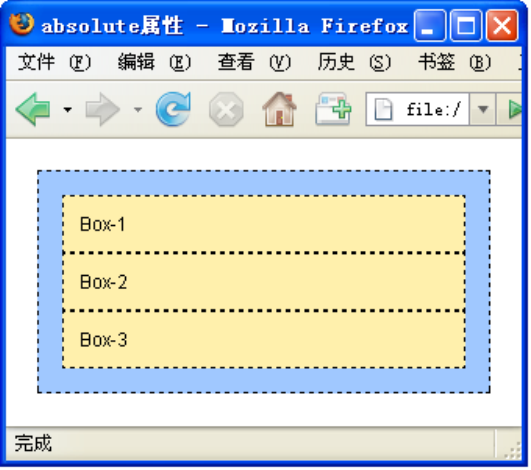 absolute属性 - Mozilla Firefox
文件 (F) 编辑 (E) 查看 (V) 历史 (S) 书签 (B)
file:/
Box-1
Box-2
Box-3
完成